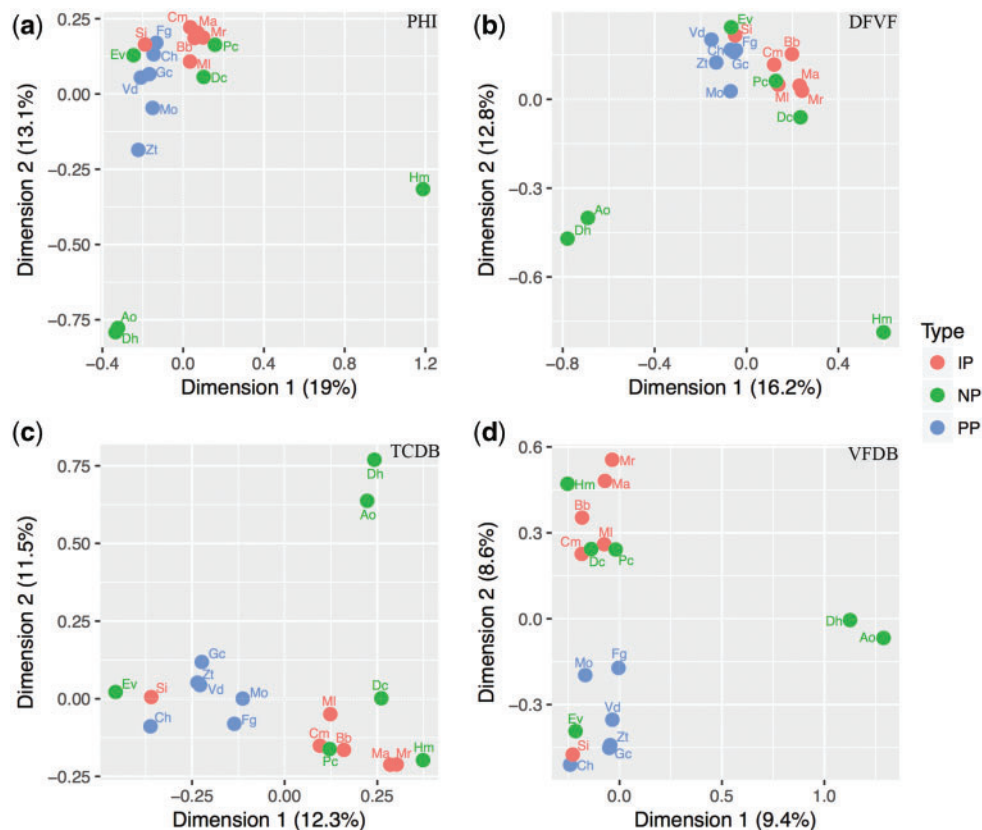 (a)
PHI
Cm
Ma
Si
Fg
Mr
Bb
Pc
Ev
Ch
Gc
Ml
Dc
Vd
Mo
Zt
Hm
Ao
Dh
0.25
0.00
−0.25
−0.50
−0.75
−0.4
0.0
0.4
0.8
1.2
Dimension 2 (13.1%)
Dimension 1 (19%)
(b)
DFVF
Ev
Si
Vd
Fg
Bb
Ch
Cm
Zt
Gc
Ma
Pc
Mo
Ml
Mr
Dc
Ao
Dh
Hm
0.0
−0.3
−0.6
−0.8
−0.4
0.0
0.4
Dimension 2 (12.8%)
Dimension 1 (16.2%)
Type
IP
NP
PP
(c)
TCDB
Dh
Ao
Gc
Zt
Ev
Si
Vd
Mo
Dc
Ch
Fg
Ml
Cm
Bb
Pc
Ma
Mr
Hm
0.75
0.50
0.25
0.00
−0.25
−0.25
0.00
0.25
Dimension 2 (11.5%)
Dimension 1 (12.3%)
(d)
VFDB
Mr
Hm
Ma
Bb
Ml
Cm
Dc
Pc
Dh
Ao
Mo
Fg
Vd
Ev
Zt
Si
Gc
Ch
0.6
0.3
0.0
−0.3
0.0
0.5
1.0
Dimension 2 (8.6%)
Dimension 1 (9.4%)